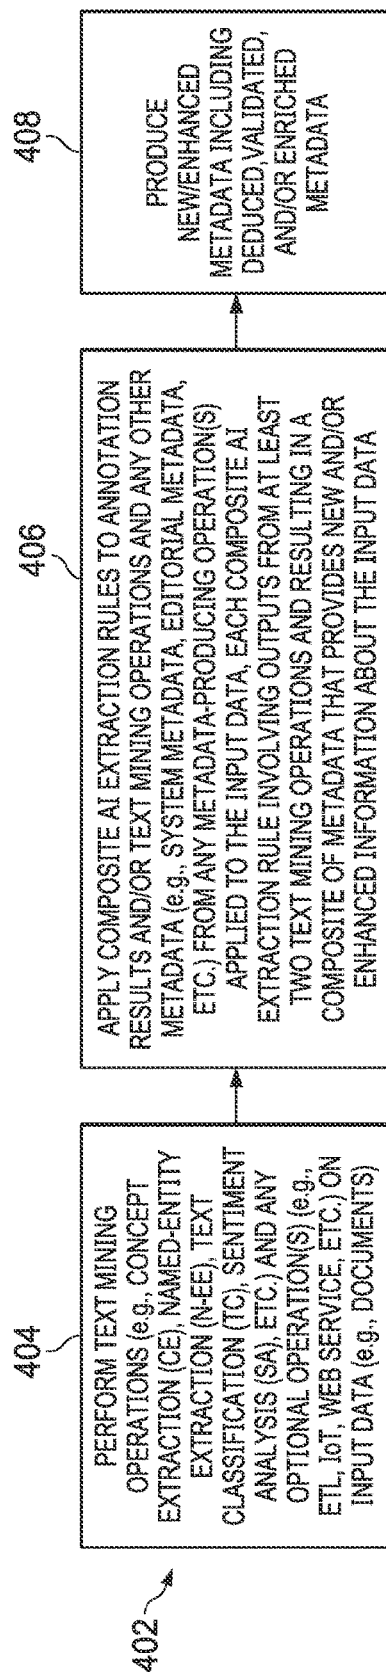 402
404
PERFORM TEXT MINING
OPERATIONS (e.g., CONCEPT
EXTRACTION (CE), NAMED-ENTITY
EXTRACTION (N-EE), TEXT
CLASSIFICATION (TC), SENTIMENT
ANALYSIS (SA), ETC.) AND ANY
OPTIONAL OPERATION(S) (e.g.,
ETL, IoT, WEB SERVICE, ETC.) ON
INPUT DATA (e.g., DOCUMENTS)
406
APPLY COMPOSITE AI EXTRACTION RULES TO ANNOTATION
RESULTS AND/OR TEXT MINING OPERATIONS AND ANY OTHER
METADATA (e.g., SYSTEM METADATA, EDITORIAL METADATA,
ETC.) FROM ANY METADATA-PRODUCING OPERATION(S)
APPLIED TO THE INPUT DATA, EACH COMPOSITE AI
EXTRACTION RULE INVOLVING OUTPUTS FROM AT LEAST
TWO TEXT MINING OPERATIONS AND RESULTING IN A
COMPOSITE OF METADATA THAT PROVIDES NEW AND/OR
ENHANCED INFORMATION ABOUT THE INPUT DATA
408
PRODUCE
NEW/ENHANCED
METADATA INCLUDING
DEDUCED,VALIDATED,
AND/OR ENRICHED
METADATA